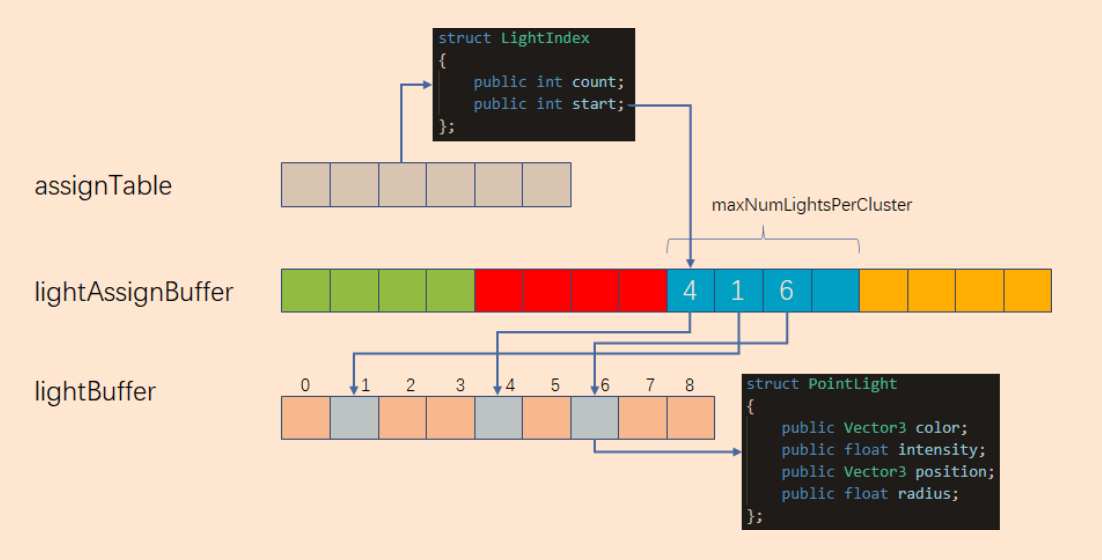 struct LightIndex
{
public int count;
public int start;
};
assignTable
maxNumLightsPerCluster
lightAssignBuffer
4 1 6
lightBuffer
0 1 2 3 4 5 6 7 8
struct PointLight
{
public Vector3 color;
public float intensity;
public Vector3 position;
public float radius;
};